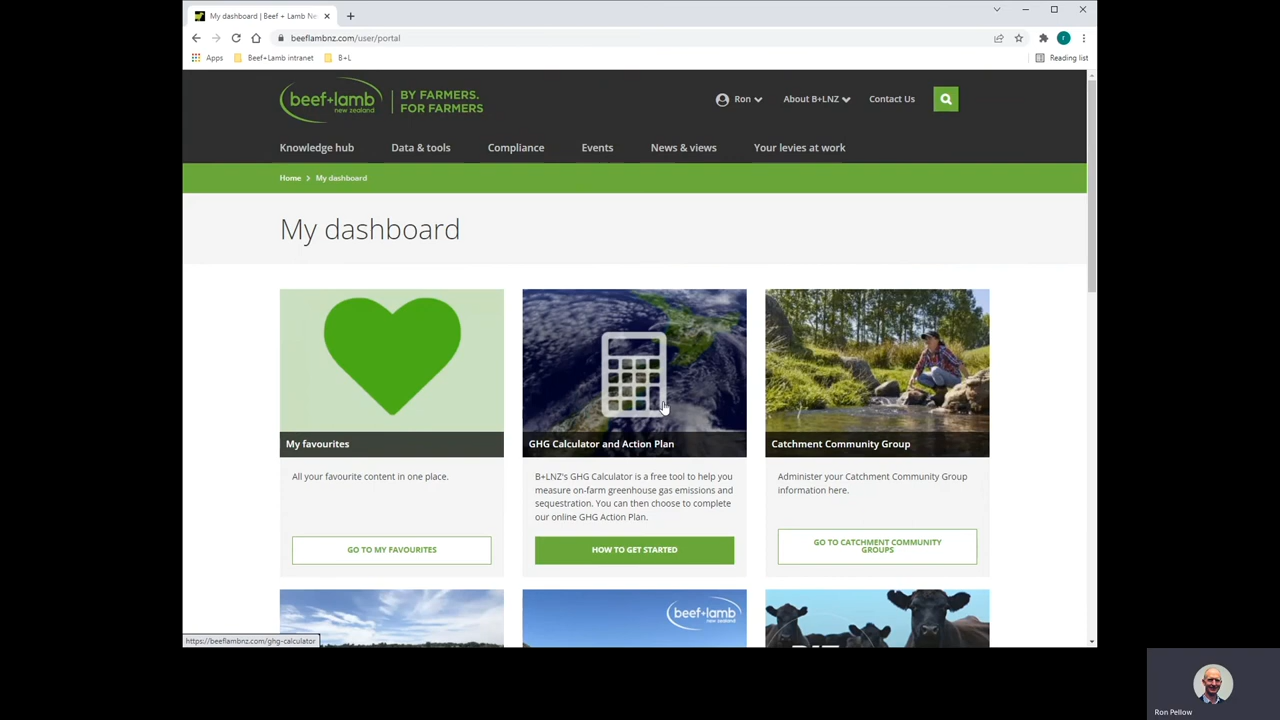 My dashboard | Beef + Lamb Ne
beeflambnz.com/user/portal
Apps
Beef+Lamb intranet
B+L
Reading list
beef+lamb
new zealand
BY FARMERS.
FOR FARMERS
Ron
About B+LNZ
Contact Us
Knowledge hub
Data & tools
Compliance
Events
News & views
Your levies at work
Home
My dashboard
My dashboard
My favourites
All your favourite content in one place.
GO TO MY FAVOURITES
GHG Calculator and Action Plan
B+LNZ's GHG Calculator is a free tool to help you
measure on-farm greenhouse gas emissions and
sequestration. You can then choose to complete
our online GHG Action Plan.
HOW TO GET STARTED
Catchment Community Group
Administer your Catchment Community Group
information here.
GO TO CATCHMENT COMMUNITY
GROUPS
beef+lamb
new zealand
https://beeflambnz.com/ghg-calculator
Ron Pellow